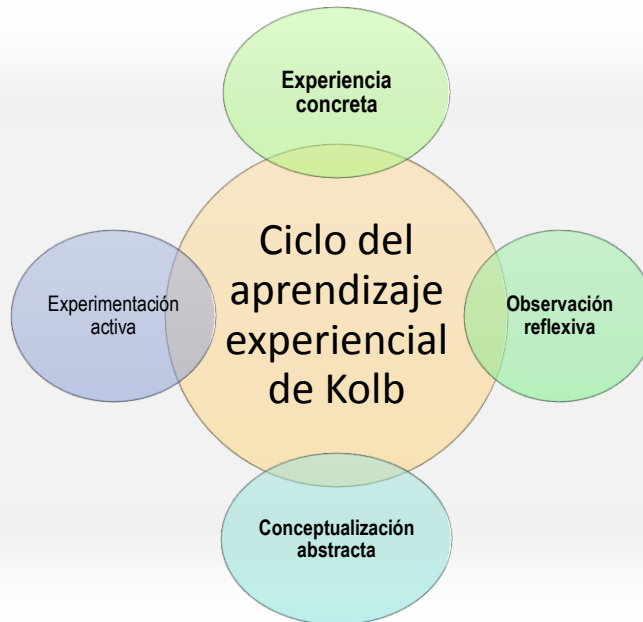 Experiencia
concreta
Ciclo del
aprendizaje
experiencial
de Kolb
Experimentación
activa
Observación
reflexiva
Conceptualización
abstracta